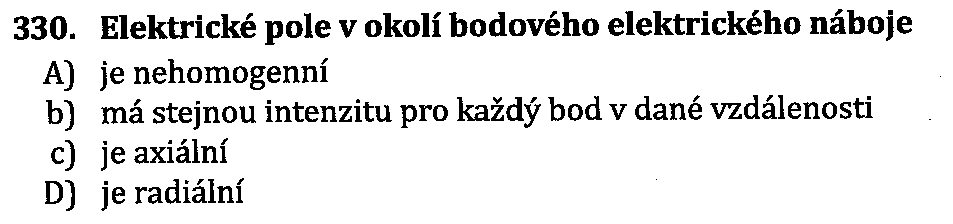 330. Elektrické pole v okolí bodového elektrického náboje
A) je nehomogenní
b) má stejnou intenzitu pro každý bod v dané vzdálenosti
c) je axiální
D) je radiální